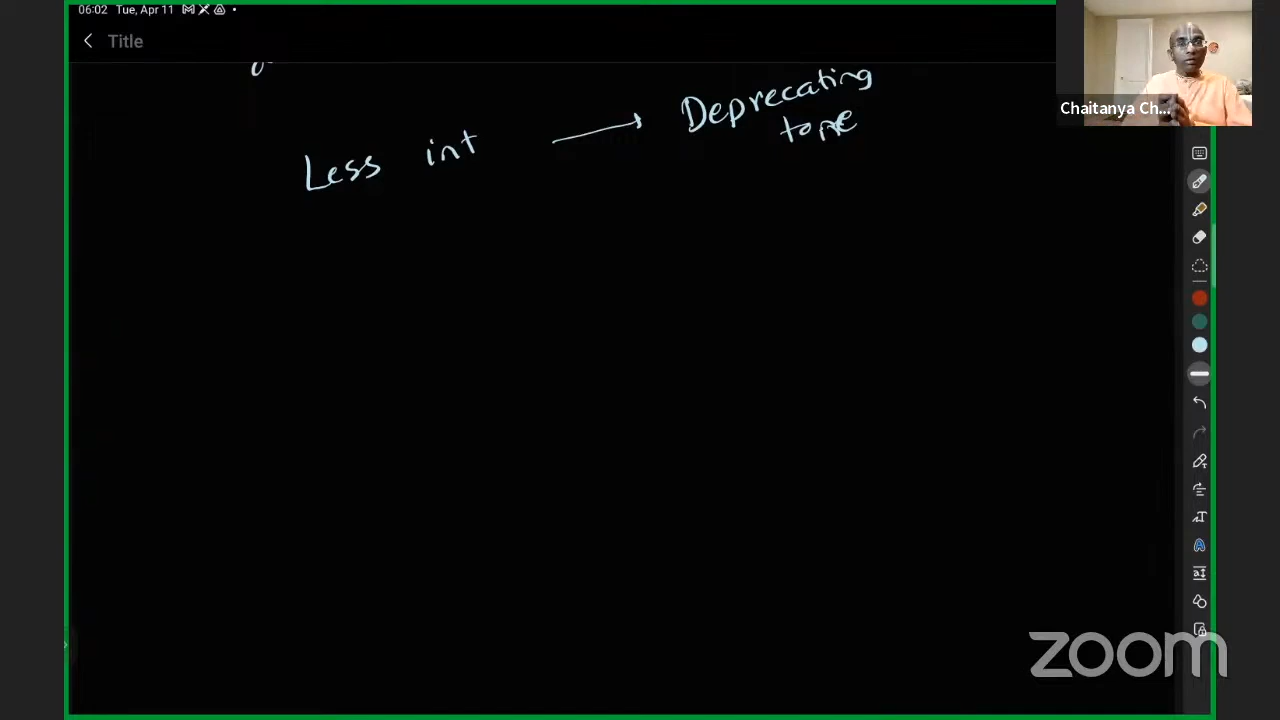 06:02 Tue, Apr 11
Title
Chaitanya Ch...
Less int → Deprecating
tone
zoom